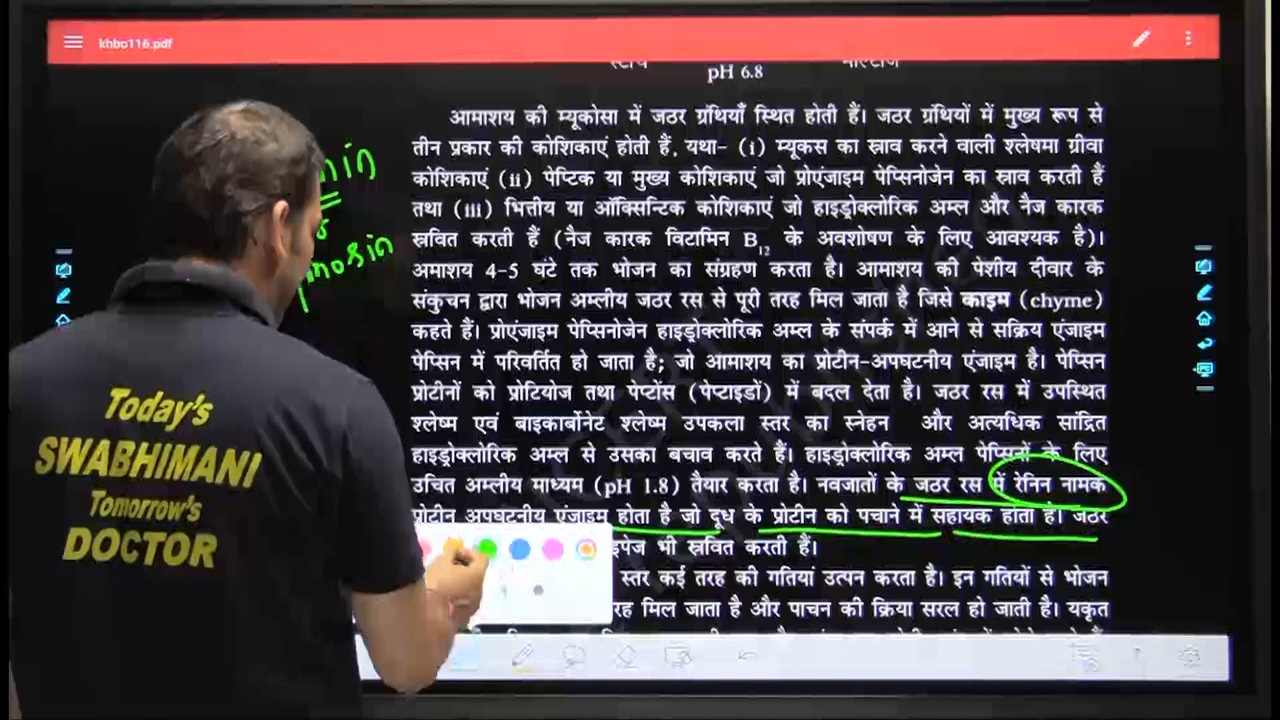 khbo116.pdf
pH 6.8
आमाशय की म्यूकोसा में जठर ग्रंथियाँ स्थित होती हैं। जठर ग्रंथियों में मुख्य रूप से
तीन प्रकार की कोशिकाएं होती हैं, यथा- (i) म्यूकस का स्राव करने वाली श्लेषमा ग्रीवा
कोशिकाएं (ii) पेप्टिक या मुख्य कोशिकाएं जो प्रोएंजाइम पेप्सिनोजेन का स्राव करती हैं
तथा (iii) भित्तीय या ऑक्सिन्टिक कोशिकाएं जो हाइड्रोक्लोरिक अम्ल और नैज कारक
स्रवित करती हैं (नैज कारक विटामिन B12 के अवशोषण के लिए आवश्यक है)।
अमाशय 4-5 घंटे तक भोजन का संग्रहण करता है। आमाशय की पेशीय दीवार के
संकुचन द्वारा भोजन अम्लीय जठर रस से पूरी तरह मिल जाता है जिसे काइम (chyme)
कहते हैं। प्रोएंजाइम पेप्सिनोजेन हाइड्रोक्लोरिक अम्ल के संपर्क में आने से सक्रिय एंजाइम
पेप्सिन में परिवर्तित हो जाता है; जो आमाशय का प्रोटीन-अपघटनीय एंजाइम है। पेप्सिन
प्रोटीनों को प्रोटियोज तथा पेप्टोंस (पेप्टाइडों) में बदल देता है। जठर रस में उपस्थित
श्लेष्म एवं बाइकार्बोनेट श्लेष्म उपकला स्तर का स्नेहन और अत्यधिक सांद्रित
हाइड्रोक्लोरिक अम्ल से उसका बचाव करते हैं। हाइड्रोक्लोरिक अम्ल पेप्सिनों के लिए
उचित अम्लीय माध्यम (pH 1.8) तैयार करता है। नवजातों के जठर रस में रेनिन नामक
प्रोटीन अपघटनीय एंजाइम होता है जो दूध के प्रोटीन को पचाने में सहायक होता है। जठर
भी स्रवित करती हैं।
स्तर कई तरह की गतियां उत्पन करता है। इन गतियों से भोजन
मिल जाता है और पाचन की क्रिया सरल हो जाती है। यकृत
Today's
SWABHIMANI
Tomorrow's
DOCTOR